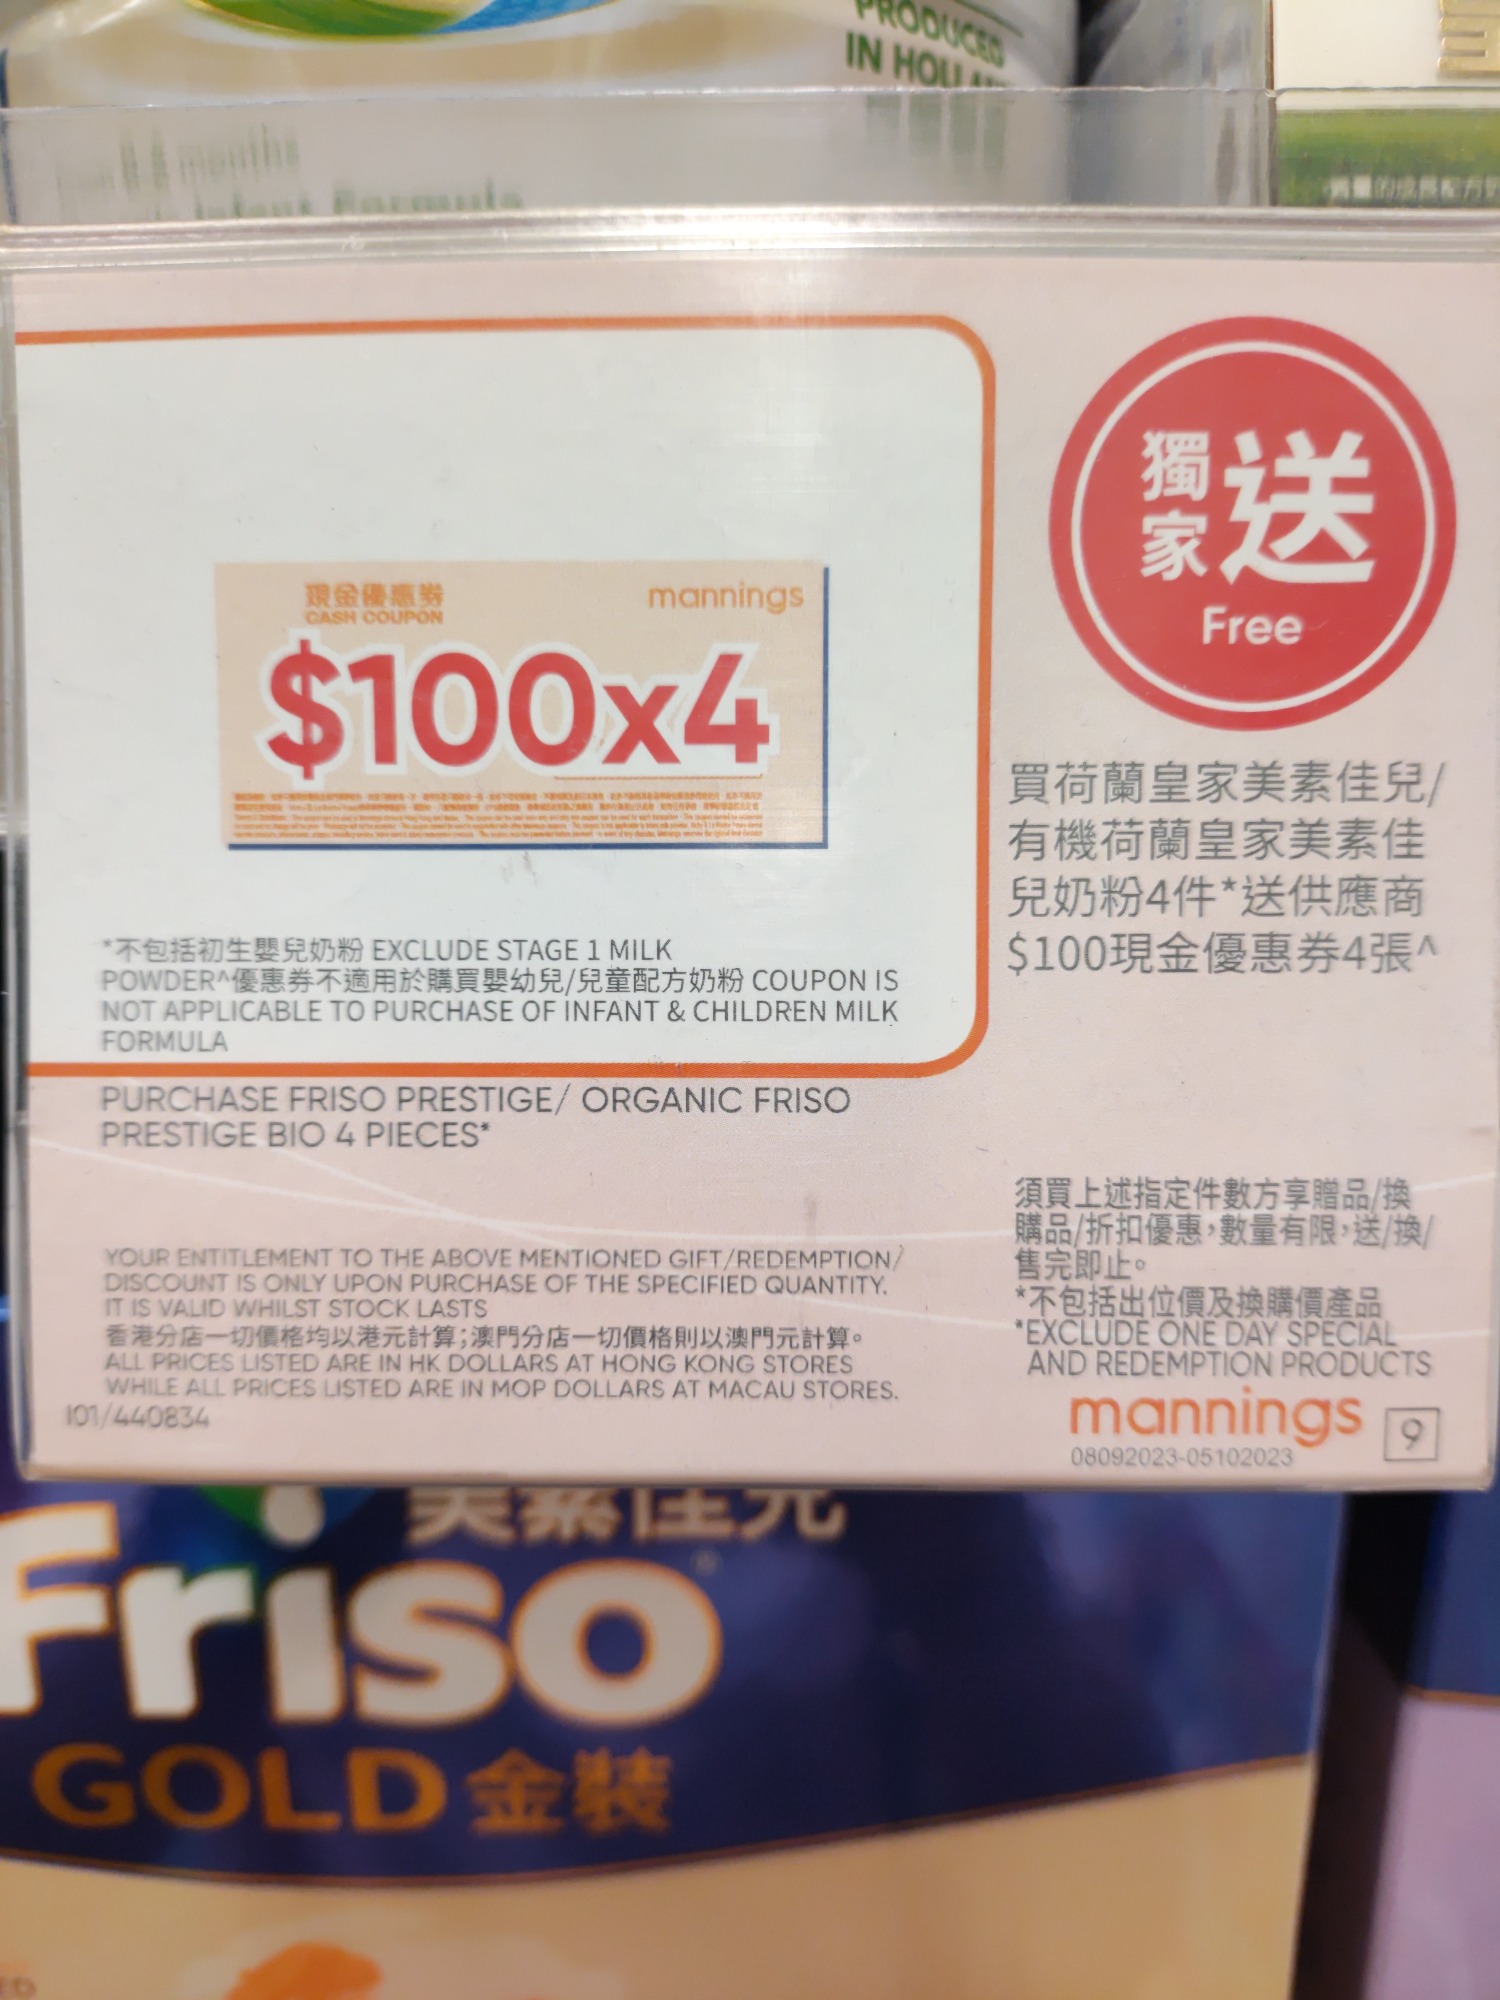 PRODUCED
IN HOLLAND
months
Infant Formula
現金優惠券
CASH COUPON
mannings
$100x4
獨家送
Free
買荷蘭皇家美素佳兒/
有機荷蘭皇家美素佳
兒奶粉4件*送供應商
$100現金優惠券4張^
*不包括初生嬰兒奶粉 EXCLUDE STAGE 1 MILK
POWDER^優惠券不適用於購買嬰幼兒/兒童配方奶粉 COUPON IS
NOT APPLICABLE TO PURCHASE OF INFANT & CHILDREN MILK
FORMULA
PURCHASE FRISO PRESTIGE/ ORGANIC FRISO
PRESTIGE BIO 4 PIECES*
YOUR ENTITLEMENT TO THE ABOVE MENTIONED GIFT/REDEMPTION/
DISCOUNT IS ONLY UPON PURCHASE OF THE SPECIFIED QUANTITY.
IT IS VALID WHILST STOCK LASTS
香港分店一切價格均以港元計算;澳門分店一切價格則以澳門元計算。
ALL PRICES LISTED ARE IN HK DOLLARS AT HONG KONG STORES
WHILE ALL PRICES LISTED ARE IN MOP DOLLARS AT MACAU STORES.
I01/440834
須買上述指定件數方享贈品/換
購品/折扣優惠,數量有限,送/換/
售完即止。
*不包括出位價及換購價產品
*EXCLUDE ONE DAY SPECIAL
AND REDEMPTION PRODUCTS
mannings
08092023-05102023
9
美素佳兒
Friso
GOLD 金裝